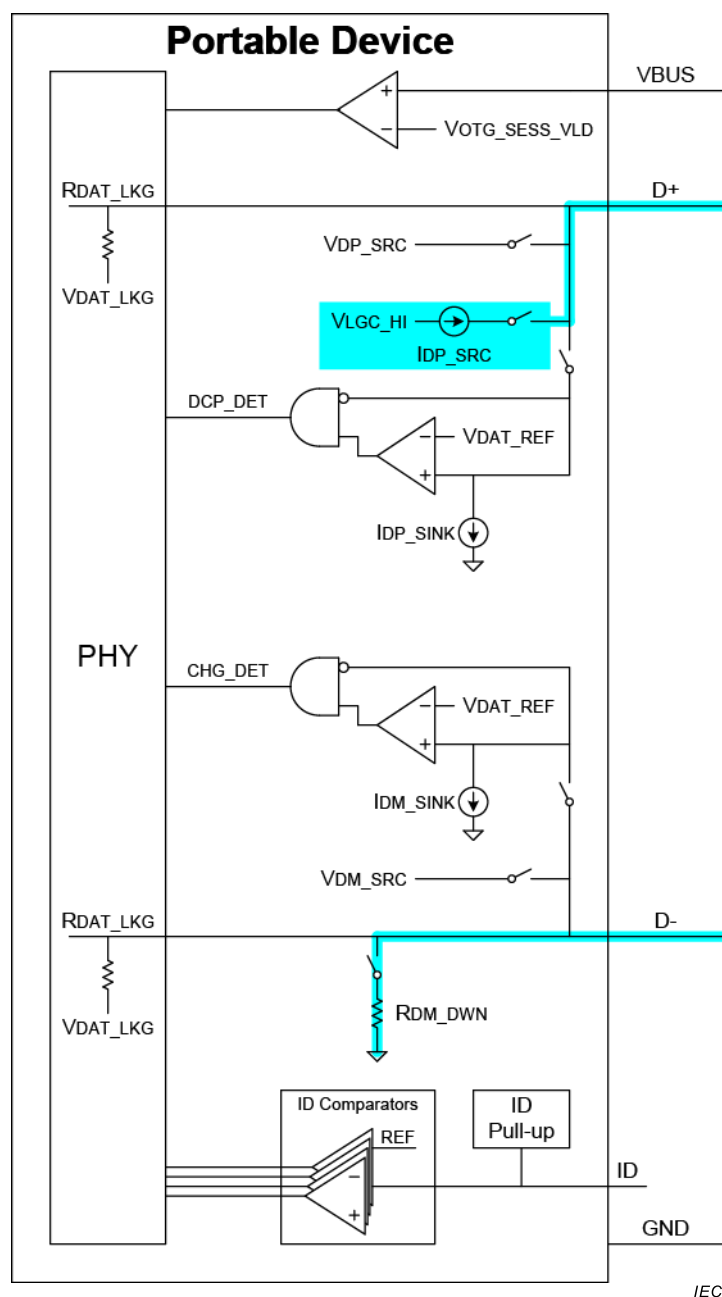 Portable Device
VBUS
+
−
VOTG_SESS_VLD
RDAT_LKG
D+
VDP_SRC
VDAT_LKG
VLGC_HI
IDP_SRC
DCP_DET
−
VDAT_REF
+
IDP_SINK
PHY
CHG_DET
−
VDAT_REF
+
IDM_SINK
VDM_SRC
RDAT_LKG
D-
RDM_DWN
VDAT_LKG
ID Comparators
ID
Pull-up
REF
−
+
ID
GND
IEC